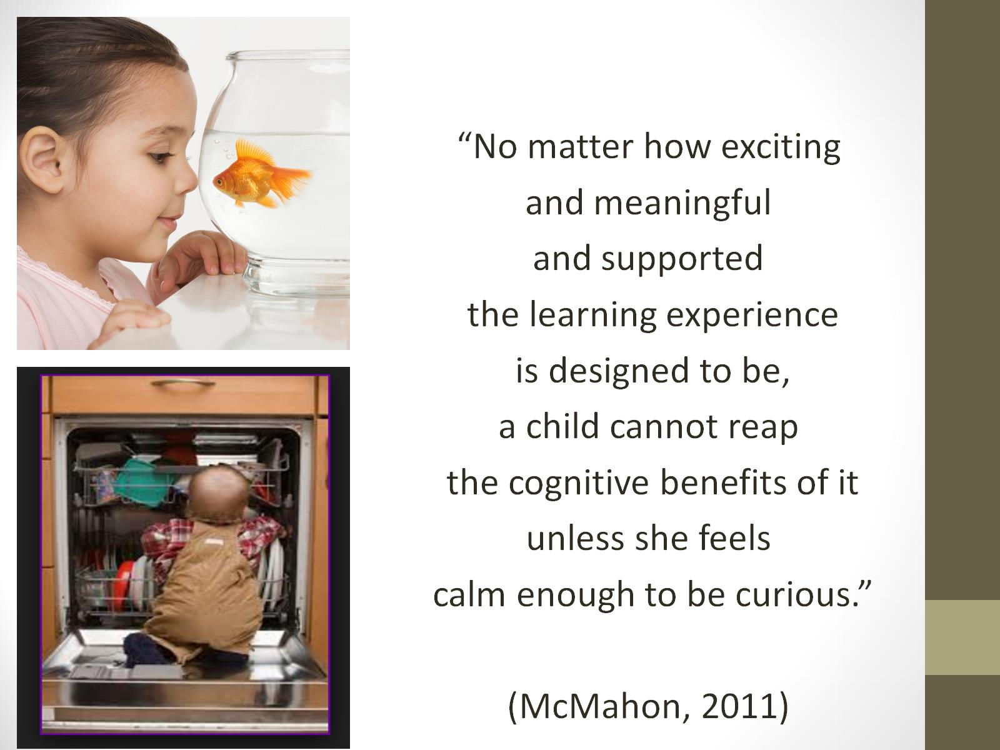 “No matter how exciting
and meaningful
and supported
the learning experience
is designed to be,
a child cannot reap
the cognitive benefits of it
unless she feels
calm enough to be curious.”
(McMahon, 2011)